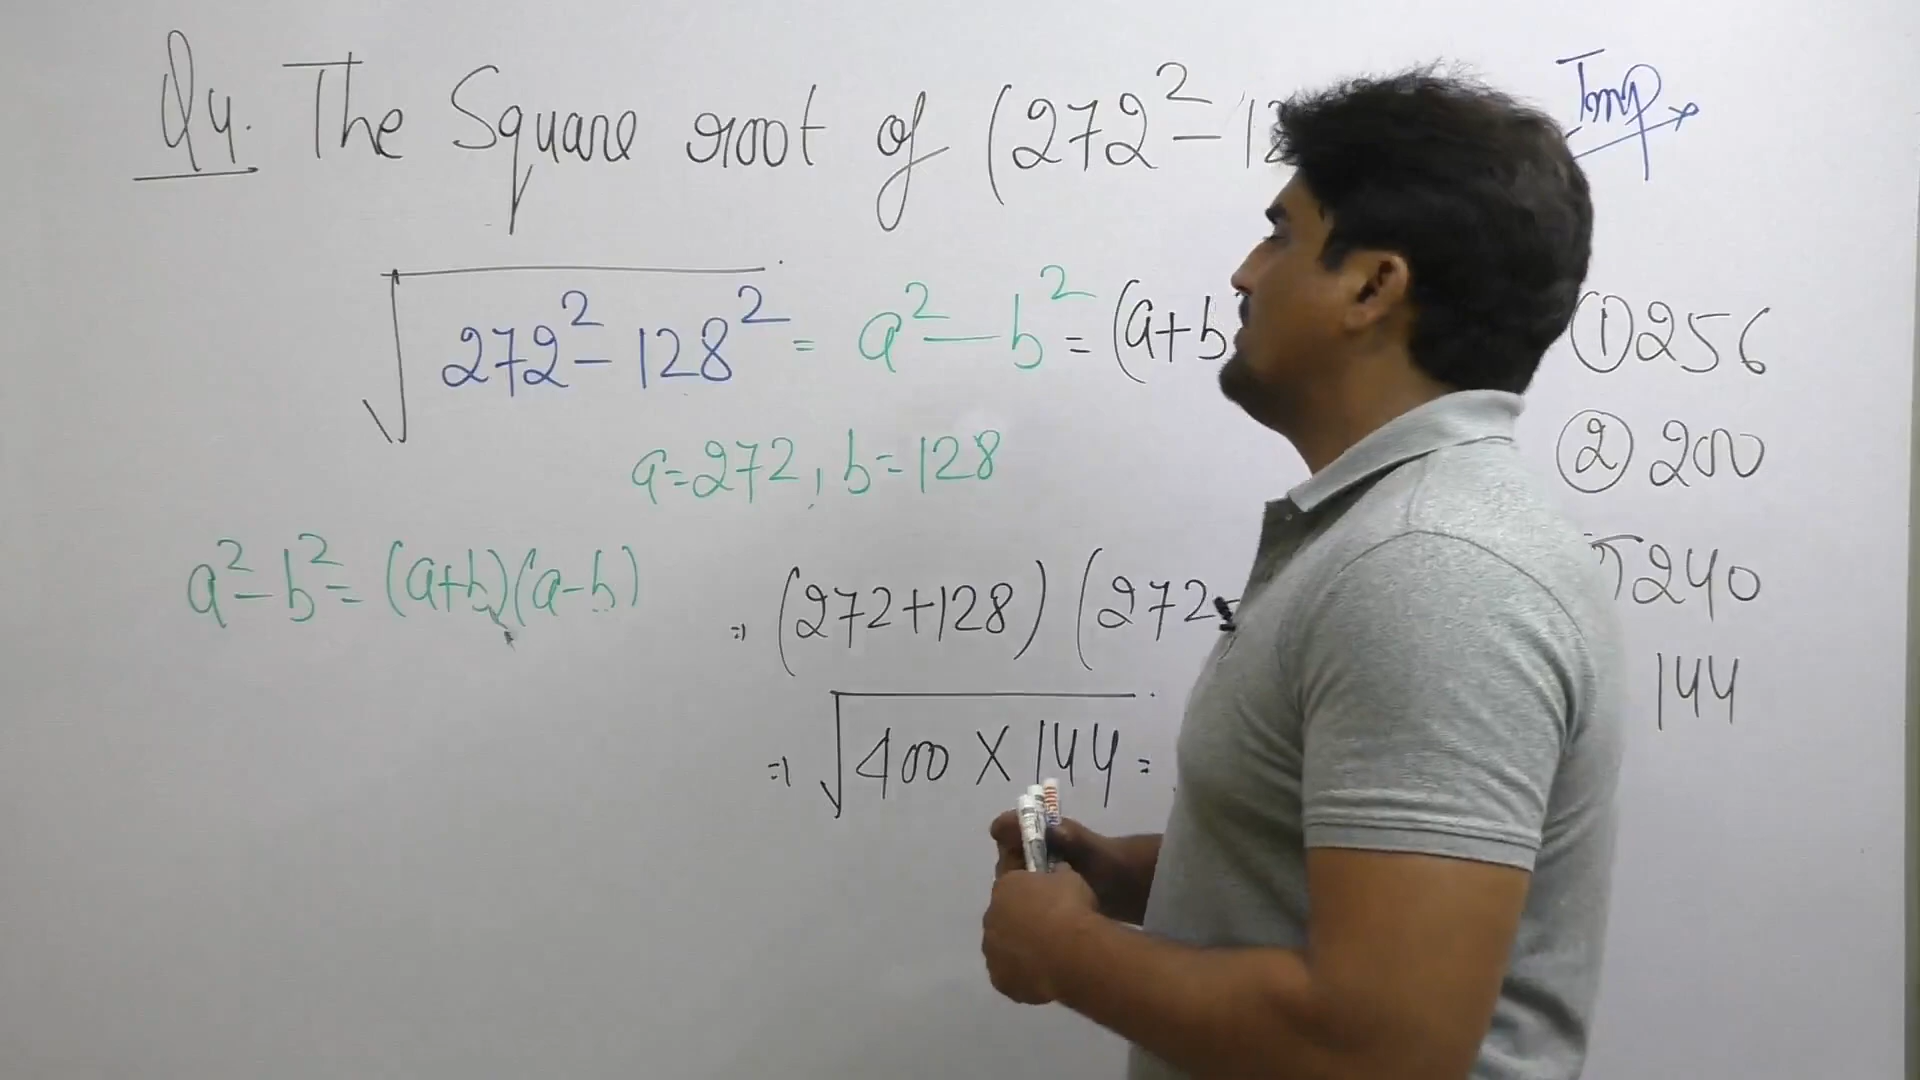 Q4. The Square root of (272² - 12
Imp
√272² - 128² = a² - b² = (a+b
① 256
a=272, b=128
② 200
a² - b² = (a+b)(a-b)
240
⇒ (272+128) (272-
144
⇒ √400 X 144 =